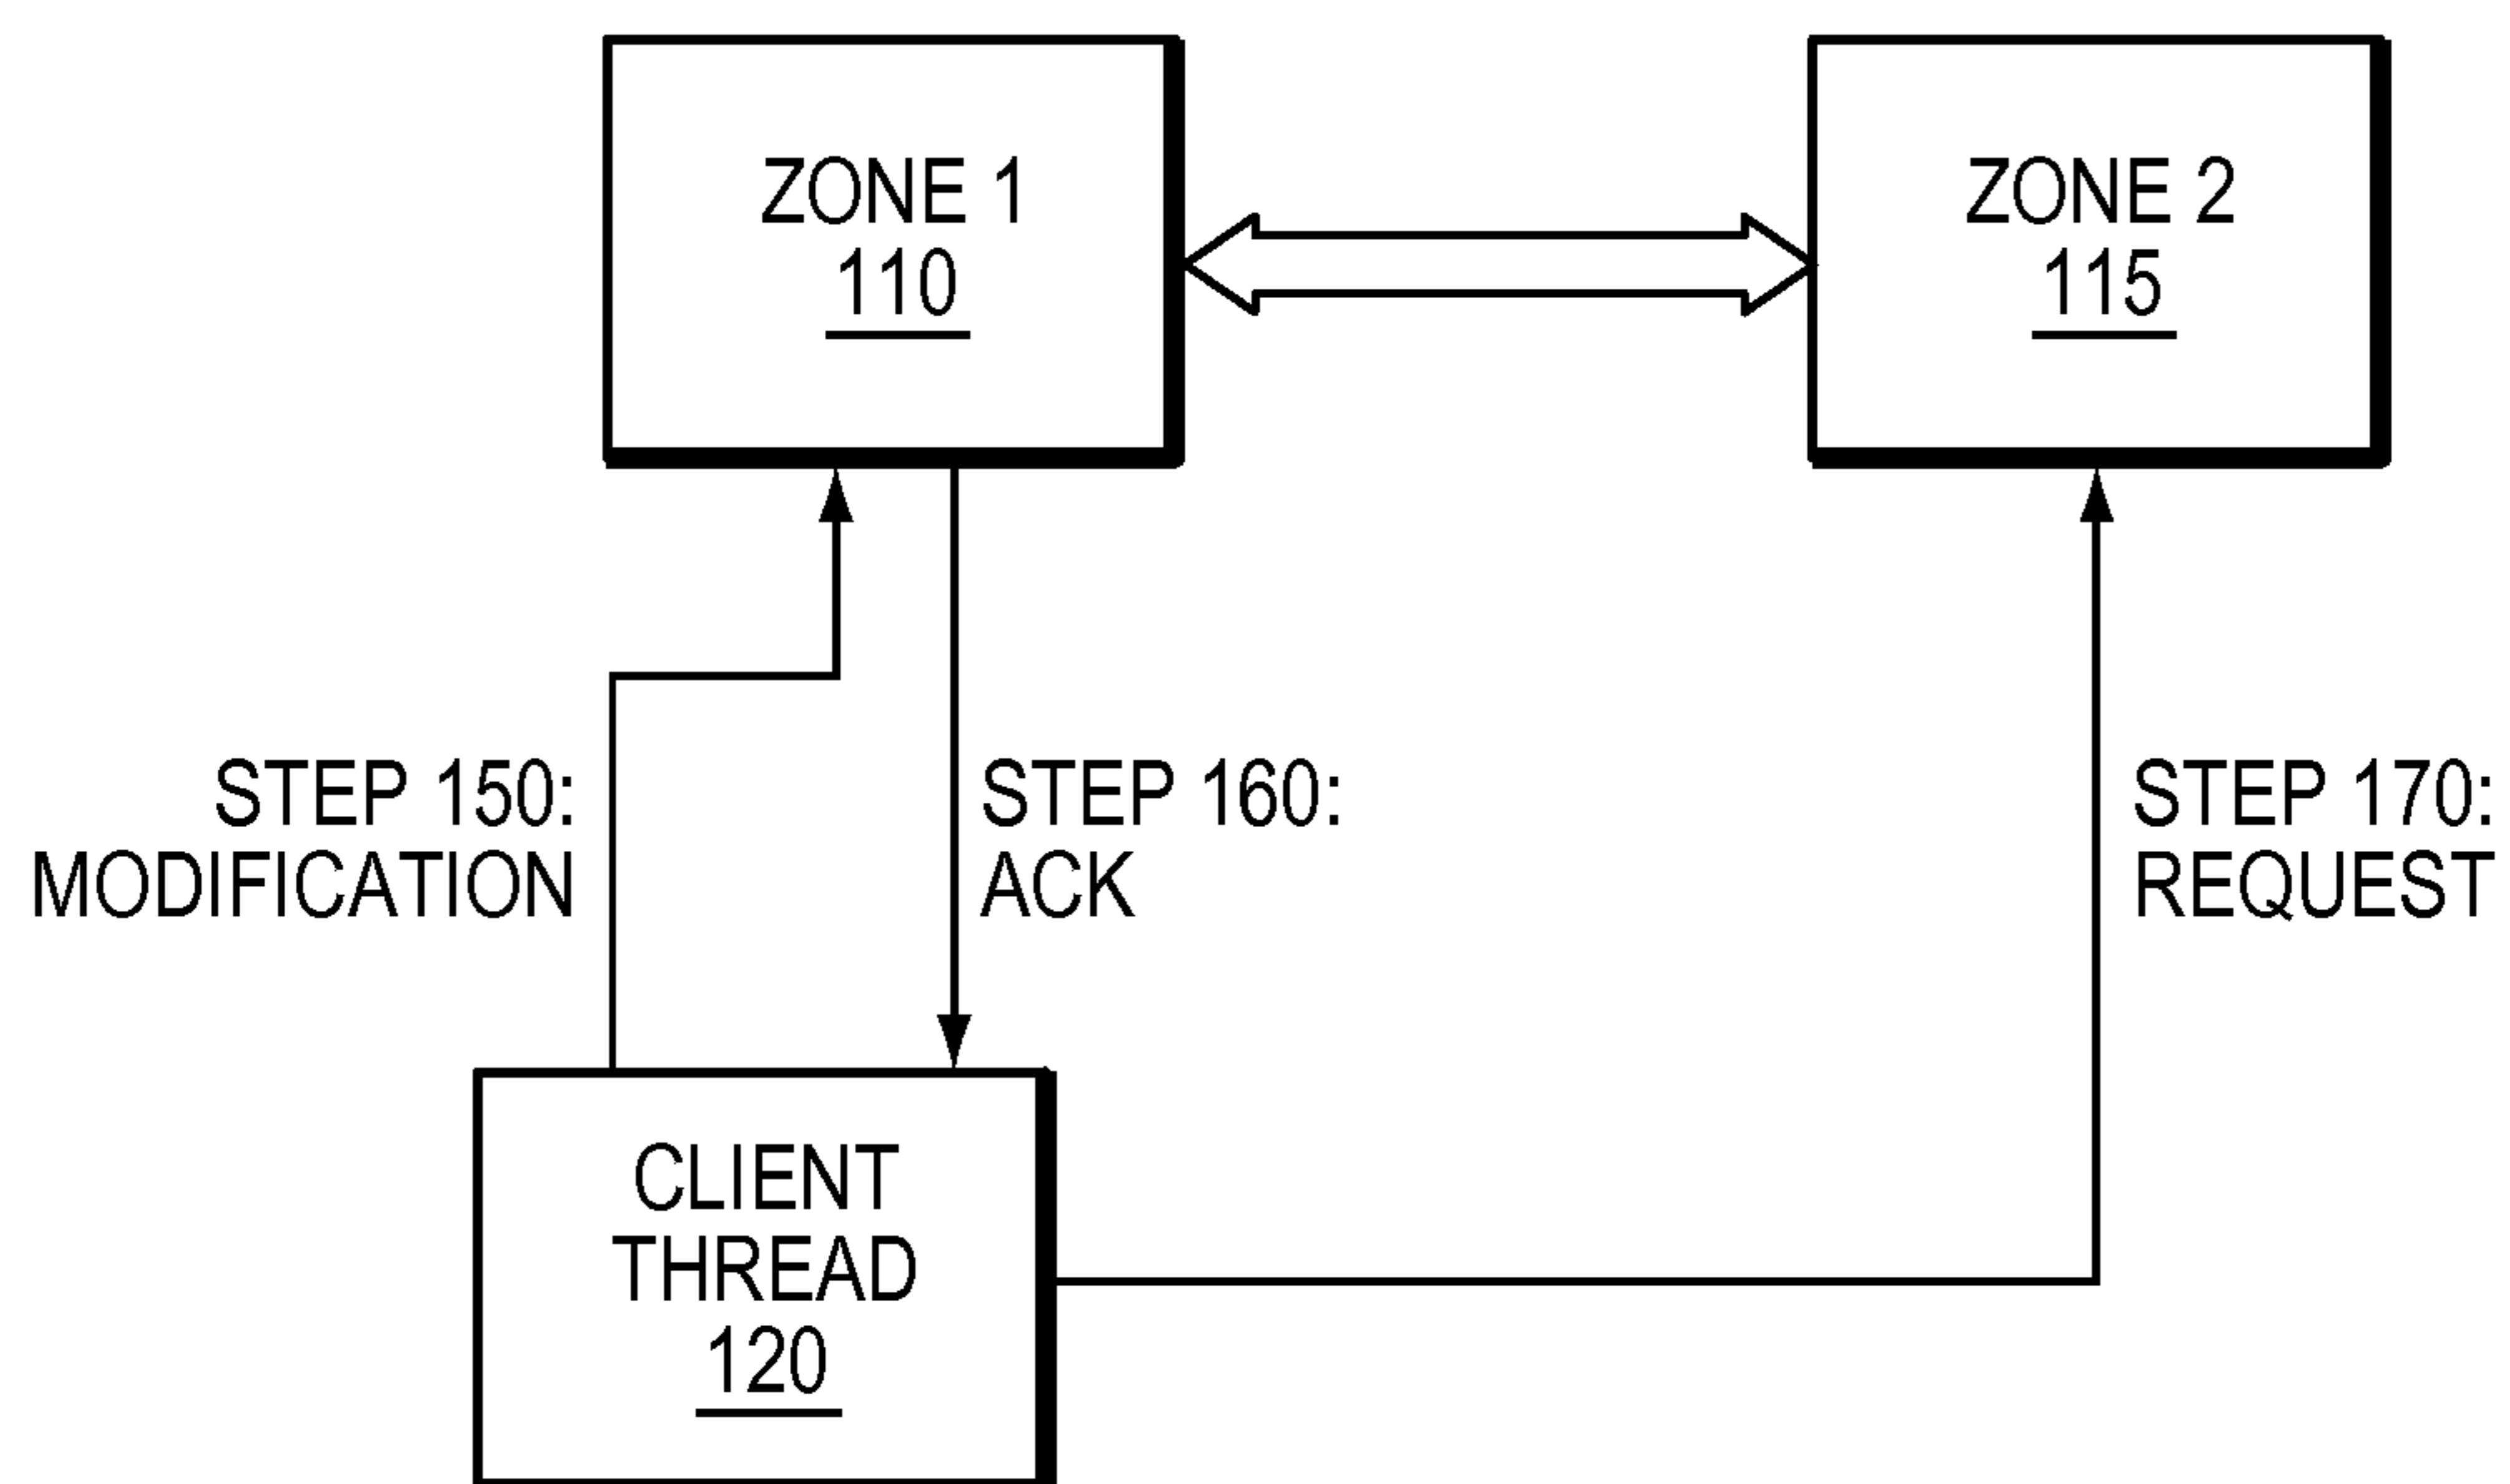 ZONE 1
110
ZONE 2
115
STEP 150:
MODIFICATION
STEP 160:
ACK
STEP 170:
REQUEST
CLIENT
THREAD
120